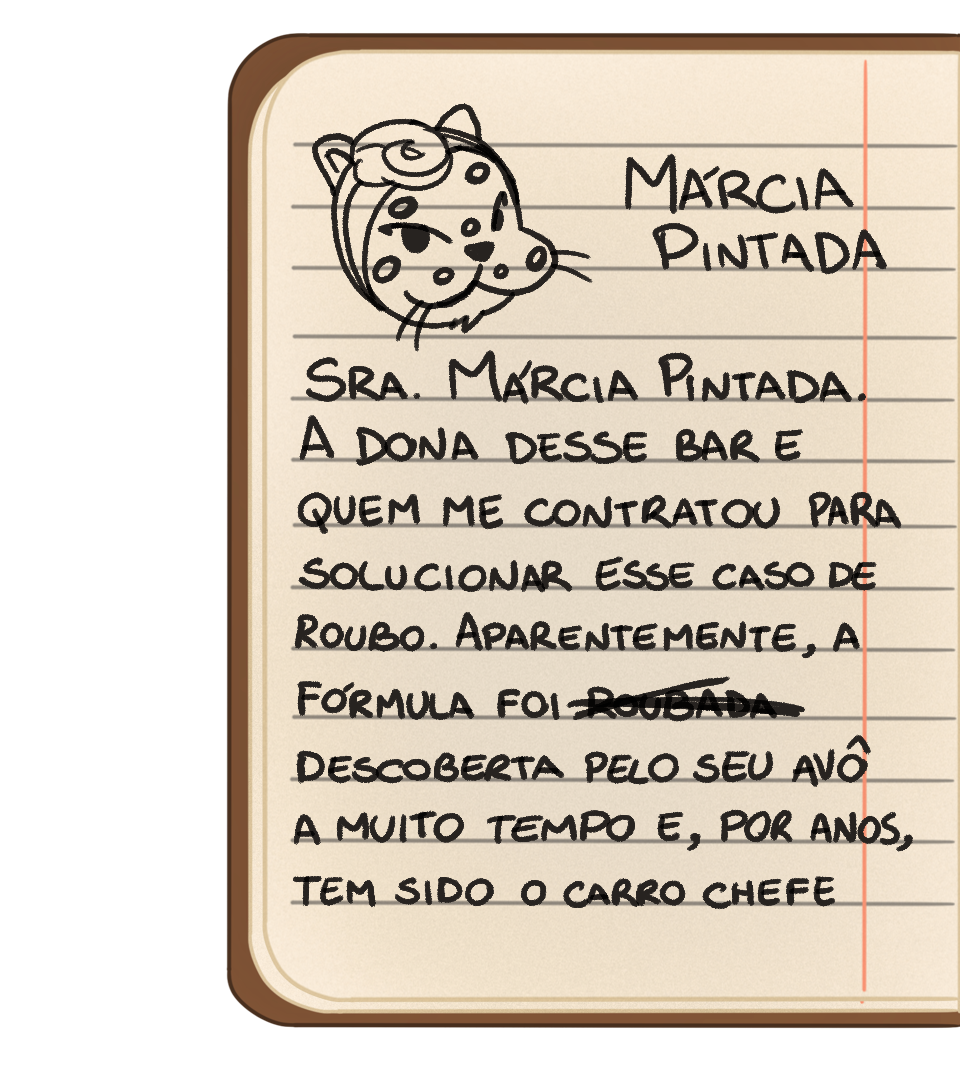 MÁRCIA
PINTADA
SRA. MÁRCIA PINTADA.
A DONA DESSE BAR E
QUEM ME CONTRATOU PARA
SOLUCIONAR ESSE CASO DE
ROUBO. APARENTEMENTE, A
FÓRMULA FOI ROUBADA
DESCOBERTA PELO SEU AVÔ
A MUITO TEMPO E, POR ANOS,
TEM SIDO O CARRO CHEFE